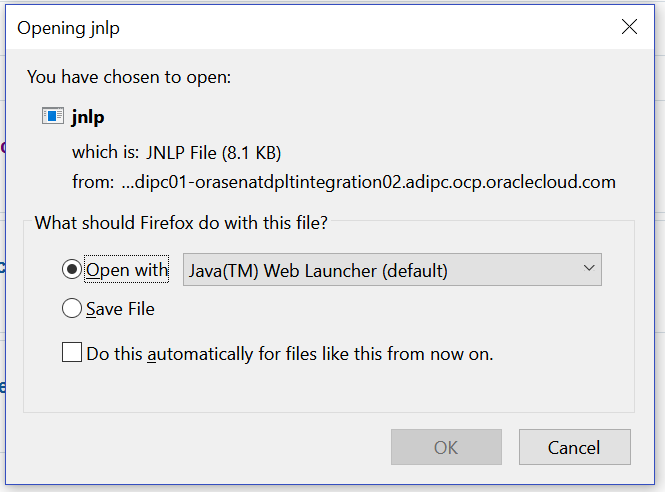 Opening jnlp
You have chosen to open:
jnlp
which is: JNLP File (8.1 KB)
from: ...dipc01-orasenatdpltintegration02.adipc.ocp.oraclecloud.com
What should Firefox do with this file?
Open with Java(TM) Web Launcher (default)
Save File
Do this automatically for files like this from now on.
OK Cancel